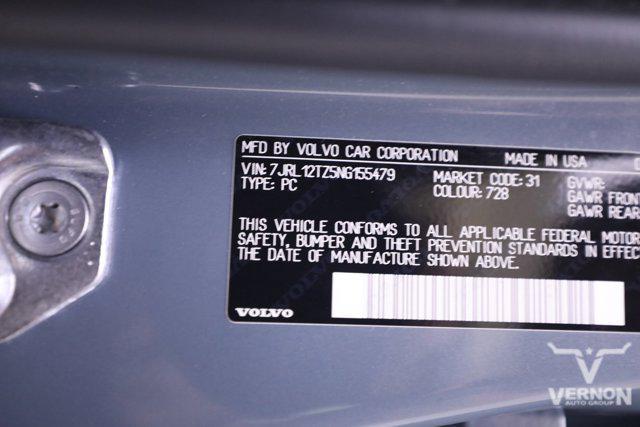 MFD BY VOLVO CAR CORPORATION MADE IN USA
VIN: 7JRL12TZ5NG155479 MARKET CODE: 31 GVWR:
TYPE: PC COLOUR: 728 GAWR FRONT
GAWR REAR
THIS VEHICLE CONFORMS TO ALL APPLICABLE FEDERAL MOTOR
SAFETY, BUMPER AND THEFT PREVENTION STANDARDS IN EFFECT
THE DATE OF MANUFACTURE SHOWN ABOVE.
VOLVO
VERNON
AUTO GROUP